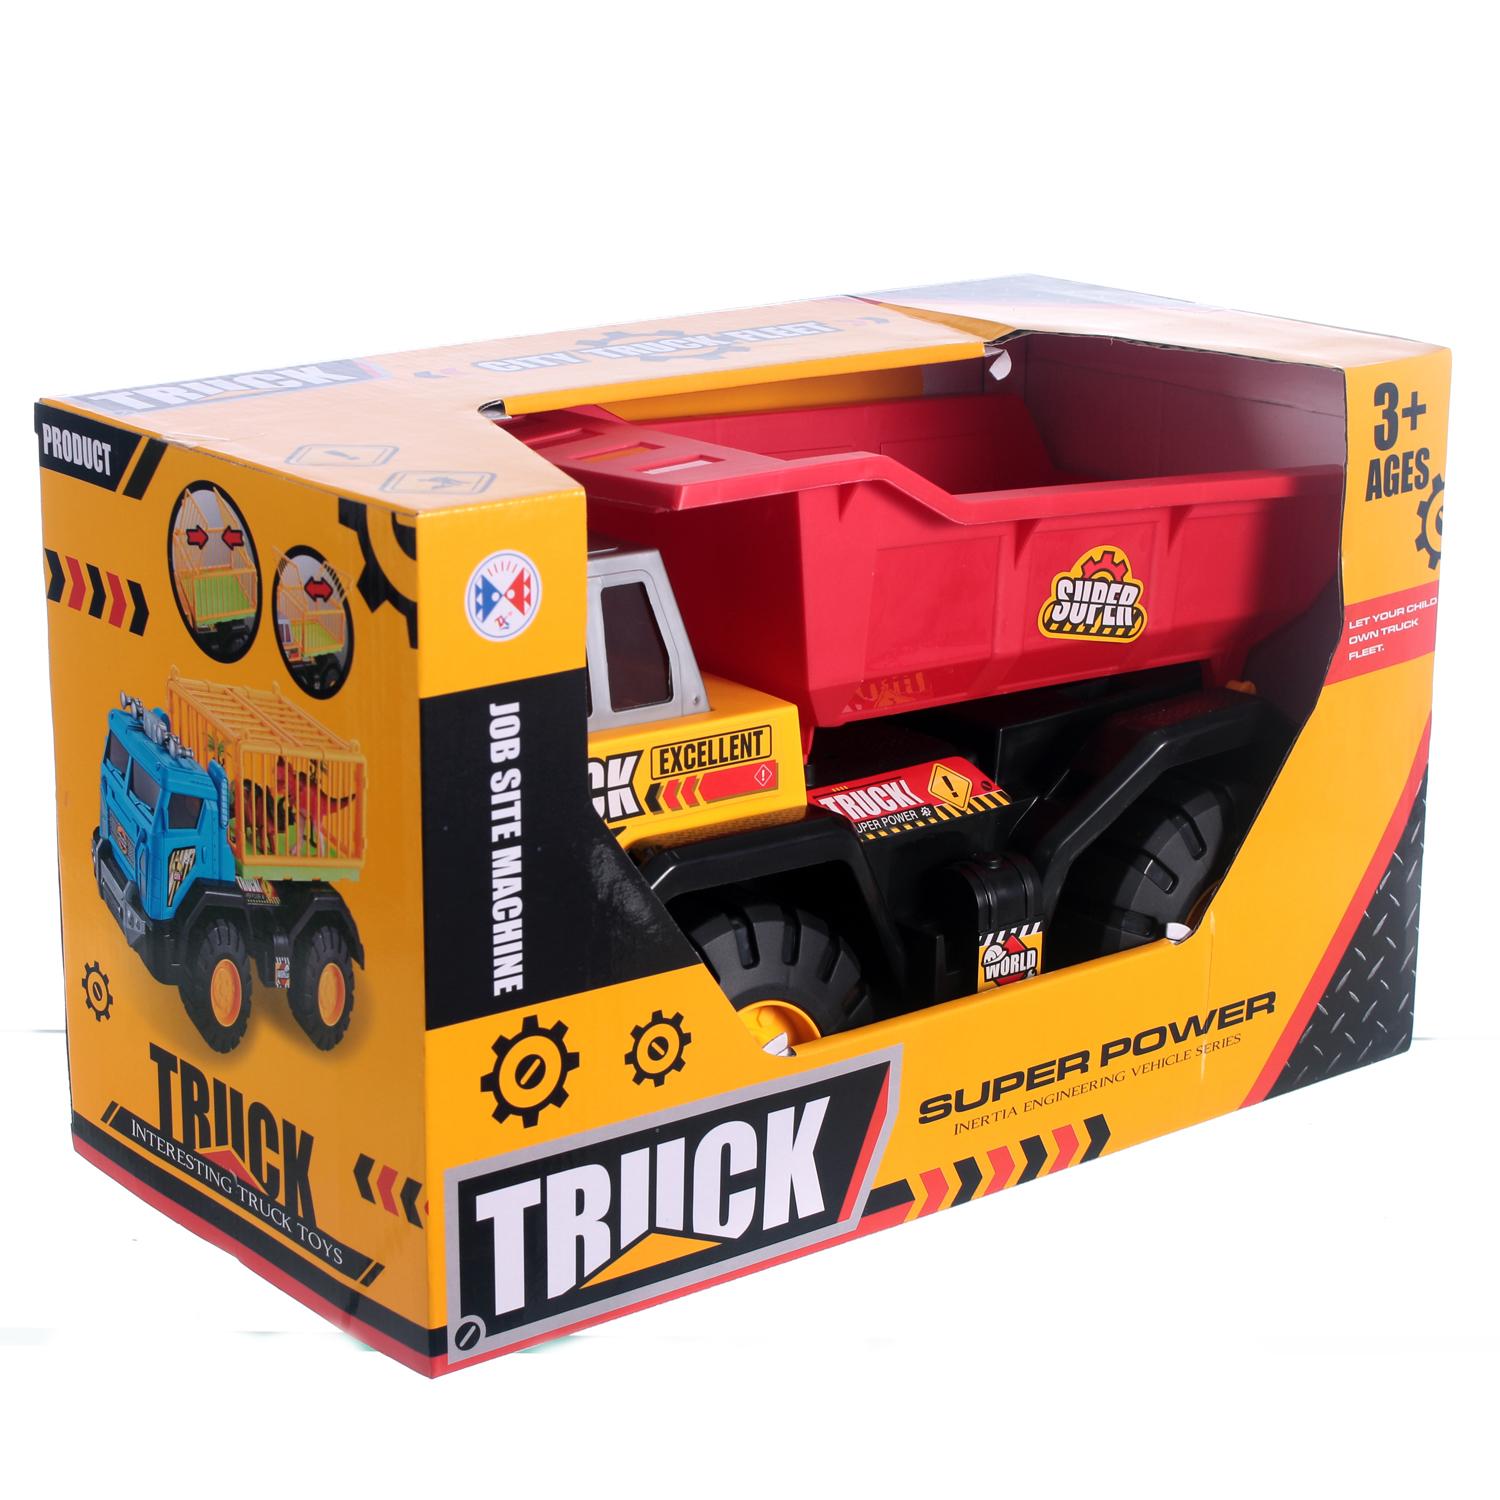 TRUCK
CITY TRUCK FLEET
PRODUCT
3+
AGES
SUPER
LET YOUR CHILD
OWN TRUCK
FLEET.
JOB SITE MACHINE
CK
EXCELLENT
TRUCK
UPER POWER
WORLD
SUPER POWER
INERTIA ENGINEERING VEHICLE SERIES
TRUCK
INTERESTING TRUCK TOYS
TRUCK